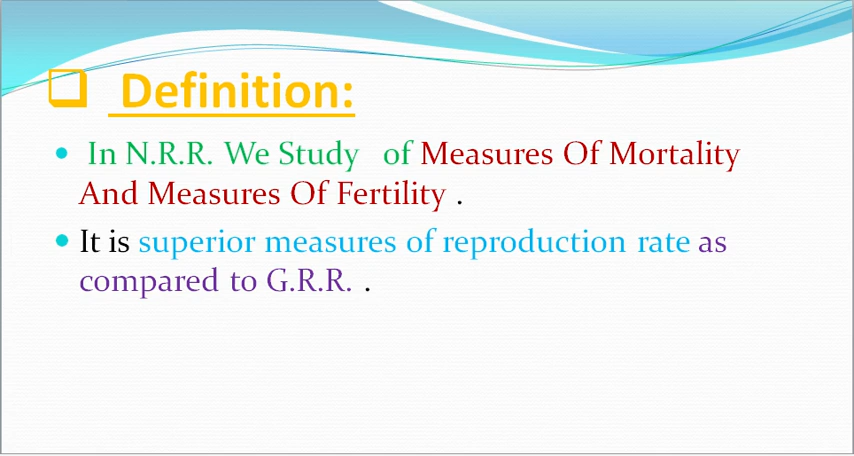 Definition:
In N.R.R. We Study of Measures Of Mortality
And Measures Of Fertility .
It is superior measures of reproduction rate as
compared to G.R.R. .